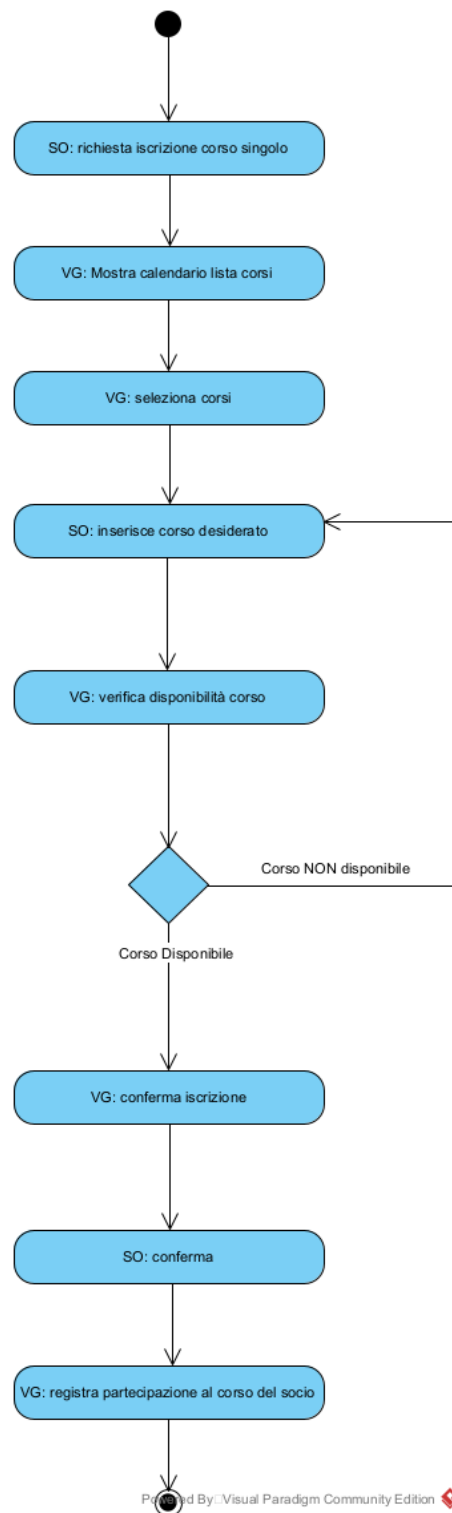 SO: richiesta iscrizione corso singolo
VG: Mostra calendario lista corsi
VG: seleziona corsi
SO: inserisce corso desiderato
VG: verifica disponibilità corso
Corso NON disponibile
Corso Disponibile
VG: conferma iscrizione
SO: conferma
VG: registra partecipazione al corso del socio
Powered By Visual Paradigm Community Edition